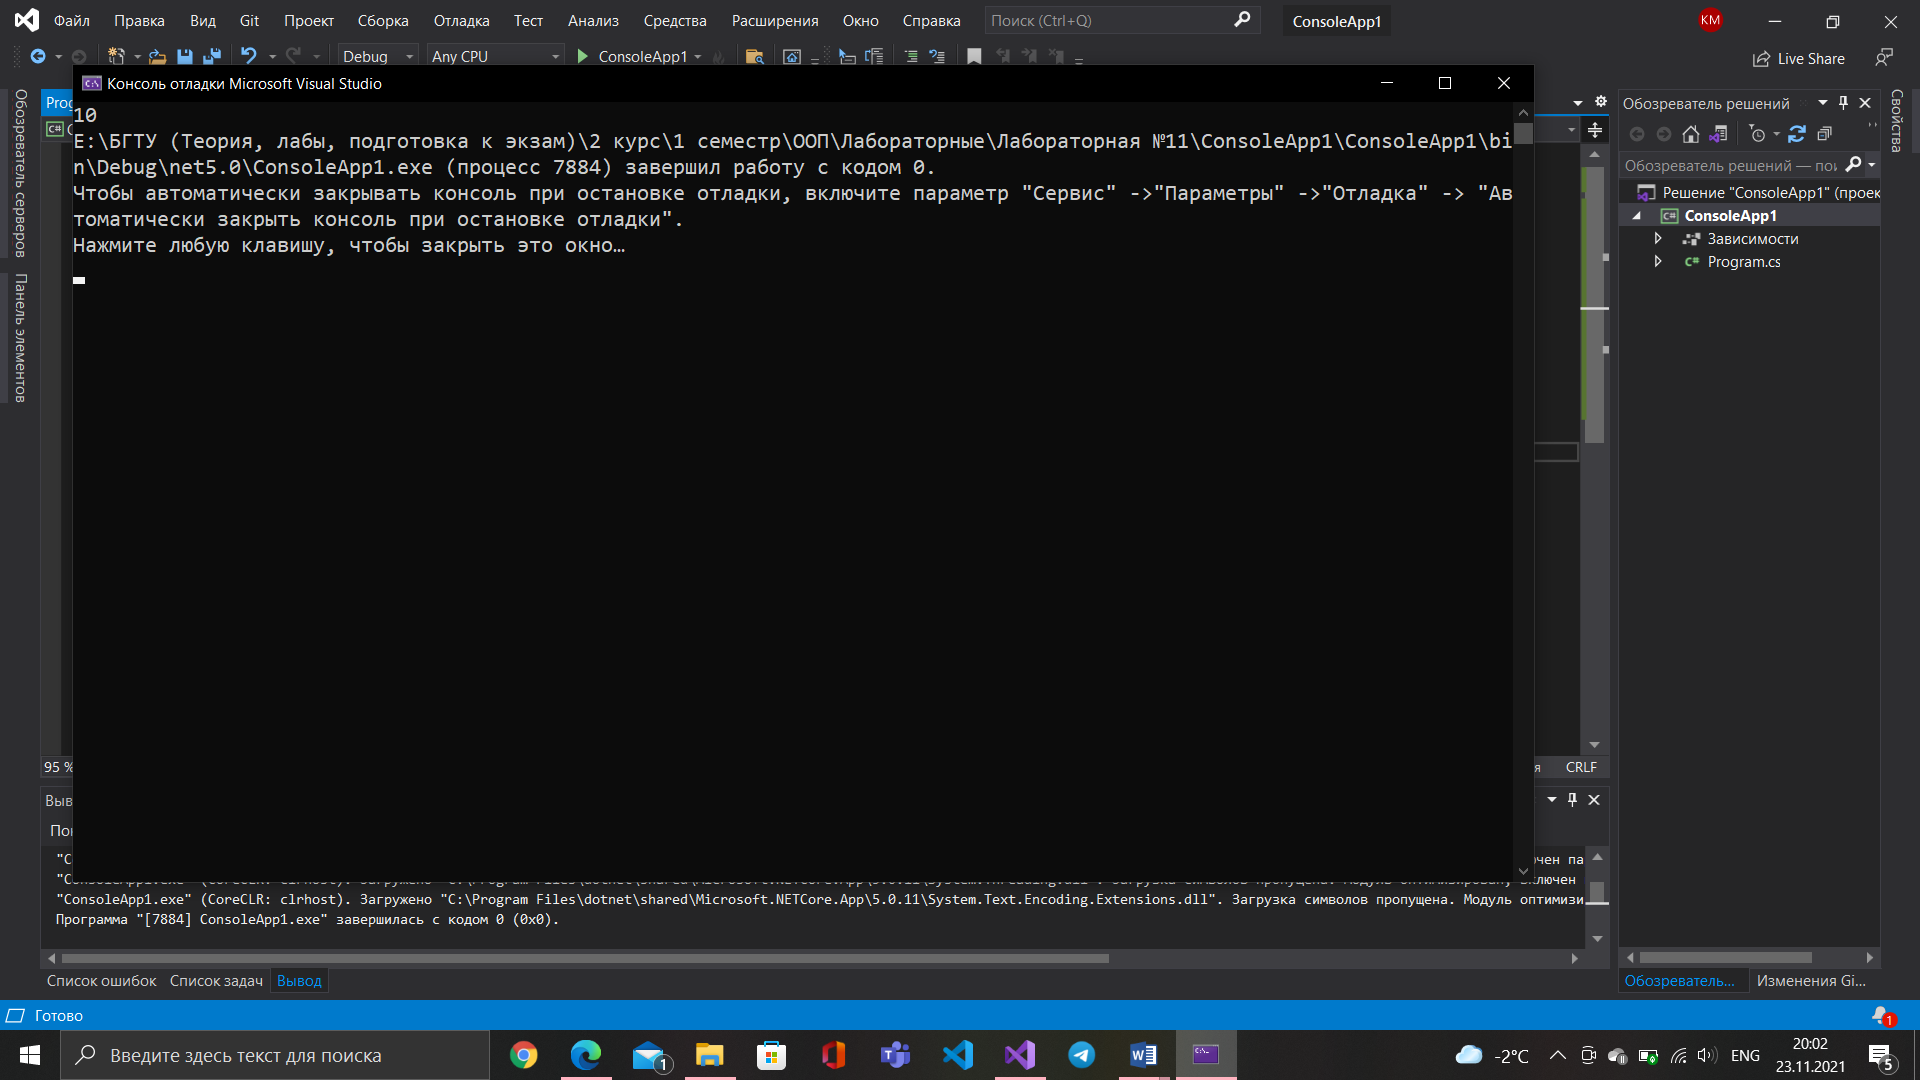 Файл Правка Вид Git Проект Сборка Отладка Тест Анализ Средства Расширения Окно Справка Поиск (Ctrl+Q) ConsoleApp1 KM
Debug Any CPU ConsoleApp1 Live Share
Консоль отладки Microsoft Visual Studio
10
E:\БГТУ (Теория, лабы, подготовка к экзам)\2 курс\1 семестр\ООП\Лабораторные\Лабораторная №11\ConsoleApp1\ConsoleApp1\bi
n\Debug\net5.0\ConsoleApp1.exe (процесс 7884) завершил работу с кодом 0.
Чтобы автоматически закрывать консоль при остановке отладки, включите параметр "Сервис" ->"Параметры" ->"Отладка" -> "Ав
томатически закрыть консоль при остановке отладки".
Нажмите любую клавишу, чтобы закрыть это окно…
Обозреватель серверов
Панель элементов
Обозреватель решений
Обозреватель решений — пои
Решение "ConsoleApp1" (проек
ConsoleApp1
Зависимости
Program.cs
Свойства
95 %
CRLF
"ConsoleApp1.exe" (CoreCLR: clrhost). Загружено "C:\Program Files\dotnet\shared\Microsoft.NETCore.App\5.0.11\System.Text.Encoding.Extensions.dll". Загрузка символов пропущена. Модуль оптимизи
Программа "[7884] ConsoleApp1.exe" завершилась с кодом 0 (0x0).
Список ошибок Список задач Вывод
Обозреватель... Изменения Gi...
Готово 1
Введите здесь текст для поиска 1 -2°C ENG 20:02
23.11.2021 5